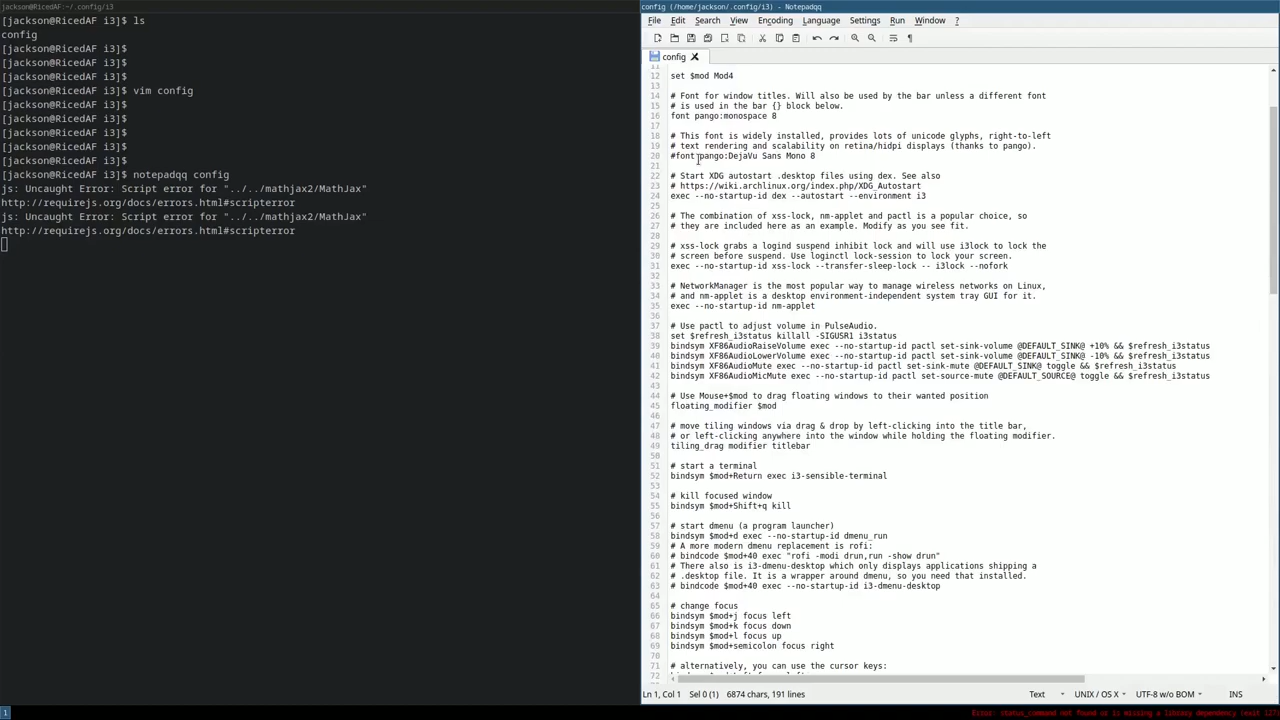 jackson@RicedAF:~/.config/i3
[jackson@RicedAF i3]$ ls
config
[jackson@RicedAF i3]$
[jackson@RicedAF i3]$
[jackson@RicedAF i3]$
[jackson@RicedAF i3]$ vim config
[jackson@RicedAF i3]$
[jackson@RicedAF i3]$
[jackson@RicedAF i3]$
[jackson@RicedAF i3]$
[jackson@RicedAF i3]$
[jackson@RicedAF i3]$ notepadqq config
js: Uncaught Error: Script error for "../../mathjax2/MathJax"
http://requirejs.org/docs/errors.html#scripterror
js: Uncaught Error: Script error for "../../mathjax2/MathJax"
http://requirejs.org/docs/errors.html#scripterror
config (/home/jackson/.config/i3) - Notepadqq
File Edit Search View Encoding Language Settings Run Window ?
config
11
12 set $mod Mod4
13
14 # Font for window titles. Will also be used by the bar unless a different font
15 # is used in the bar {} block below.
16 font pango:monospace 8
17
18 # This font is widely installed, provides lots of unicode glyphs, right-to-left
19 # text rendering and scalability on retina/hidpi displays (thanks to pango).
20 #font pango:DejaVu Sans Mono 8
21
22 # Start XDG autostart .desktop files using dex. See also
23 # https://wiki.archlinux.org/index.php/XDG_Autostart
24 exec --no-startup-id dex --autostart --environment i3
25
26 # The combination of xss-lock, nm-applet and pactl is a popular choice, so
27 # they are included here as an example. Modify as you see fit.
28
29 # xss-lock grabs a logind suspend inhibit lock and will use i3lock to lock the
30 # screen before suspend. Use loginctl lock-session to lock your screen.
31 exec --no-startup-id xss-lock --transfer-sleep-lock -- i3lock --nofork
32
33 # NetworkManager is the most popular way to manage wireless networks on Linux,
34 # and nm-applet is a desktop environment-independent system tray GUI for it.
35 exec --no-startup-id nm-applet
36
37 # Use pactl to adjust volume in PulseAudio.
38 set $refresh_i3status killall -SIGUSR1 i3status
39 bindsym XF86AudioRaiseVolume exec --no-startup-id pactl set-sink-volume @DEFAULT_SINK@ +10% && $refresh_i3status
40 bindsym XF86AudioLowerVolume exec --no-startup-id pactl set-sink-volume @DEFAULT_SINK@ -10% && $refresh_i3status
41 bindsym XF86AudioMute exec --no-startup-id pactl set-sink-mute @DEFAULT_SINK@ toggle && $refresh_i3status
42 bindsym XF86AudioMicMute exec --no-startup-id pactl set-source-mute @DEFAULT_SOURCE@ toggle && $refresh_i3status
43
44 # Use Mouse+$mod to drag floating windows to their wanted position
45 floating_modifier $mod
46
47 # move tiling windows via drag & drop by left-clicking into the title bar,
48 # or left-clicking anywhere into the window while holding the floating modifier.
49 tiling_drag modifier titlebar
50
51 # start a terminal
52 bindsym $mod+Return exec i3-sensible-terminal
53
54 # kill focused window
55 bindsym $mod+Shift+q kill
56
57 # start dmenu (a program launcher)
58 bindsym $mod+d exec --no-startup-id dmenu_run
59 # A more modern dmenu replacement is rofi:
60 # bindcode $mod+40 exec "rofi -modi drun,run -show drun"
61 # There also is i3-dmenu-desktop which only displays applications shipping a
62 # .desktop file. It is a wrapper around dmenu, so you need that installed.
63 # bindcode $mod+40 exec --no-startup-id i3-dmenu-desktop
64
65 # change focus
66 bindsym $mod+j focus left
67 bindsym $mod+k focus down
68 bindsym $mod+l focus up
69 bindsym $mod+semicolon focus right
70
71 # alternatively, you can use the cursor keys:
72
Ln 1, Col 1 Sel 0 (1) 6874 chars, 191 lines Text UNIX / OS X UTF-8 w/o BOM INS
1 Error: status_command not found or is missing a library dependency (exit 127)